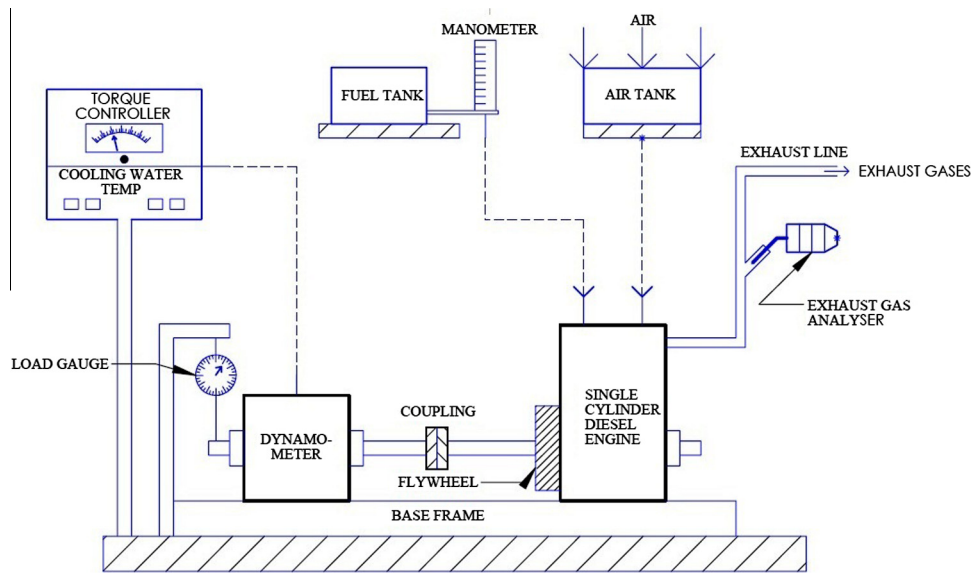 AIR
MANOMETER
FUEL TANK
AIR TANK
TORQUE
CONTROLLER
COOLING WATER
TEMP
EXHAUST LINE
EXHAUST GASES
EXHAUST GAS
ANALYSER
LOAD GAUGE
SINGLE
CYLINDER
DIESEL
ENGINE
COUPLING
DYNAMO-
METER
FLYWHEEL
BASE FRAME